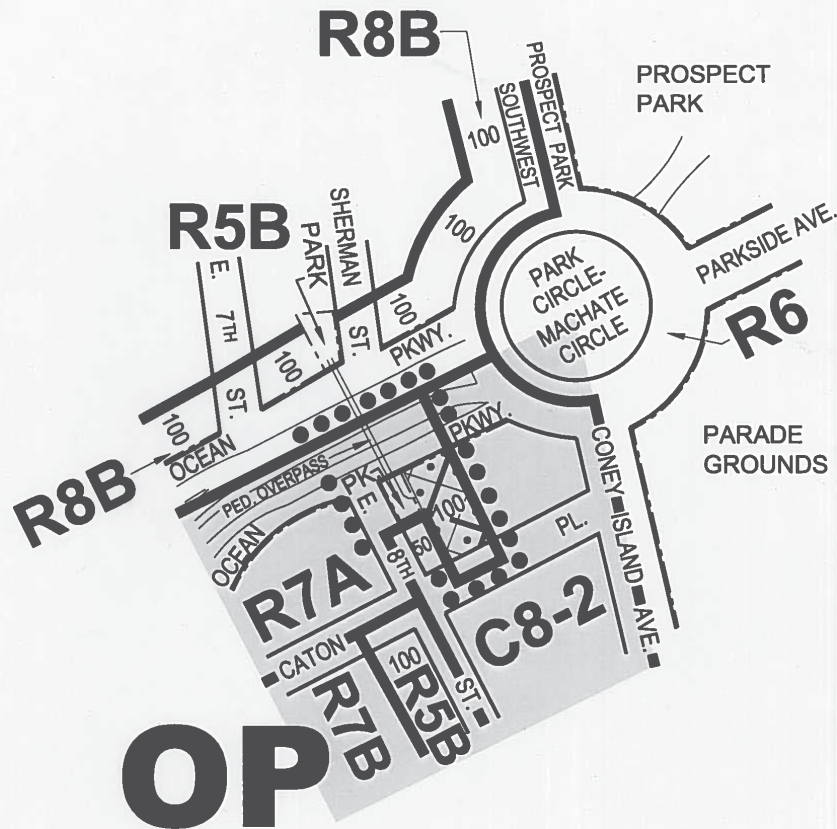 R8B
100
SOUTHWEST
PROSPECT PARK
PROSPECT
PARK
100
SHERMAN
PARK
R5B
E. 7TH
ST.
100
ST.
100
PKWY.
PARK
CIRCLE-
MACHATE
CIRCLE
PARKSIDE AVE.
R6
100
OCEAN
R8B
PED. OVERPASS
PKWY.
PARADE
GROUNDS
OCEAN
PK.
E.
8TH
60
100
PL.
CONEY ISLAND AVE.
R7A
C8-2
CATON
R7B
100
R5B
ST.
OP